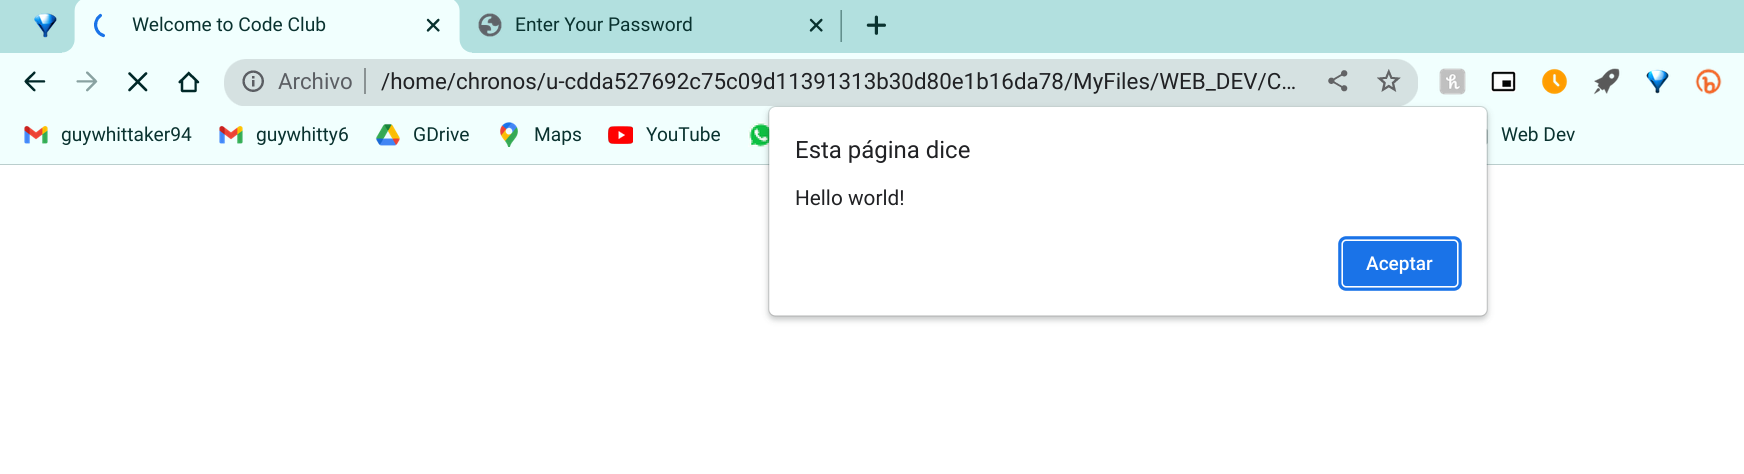 Welcome to Code Club
Enter Your Password
Archivo /home/chronos/u-cdda527692c75c09d11391313b30d80e1b16da78/MyFiles/WEB_DEV/C...
guywhittaker94 guywhitty6 GDrive Maps YouTube Web Dev
Esta página dice
Hello world!
Aceptar